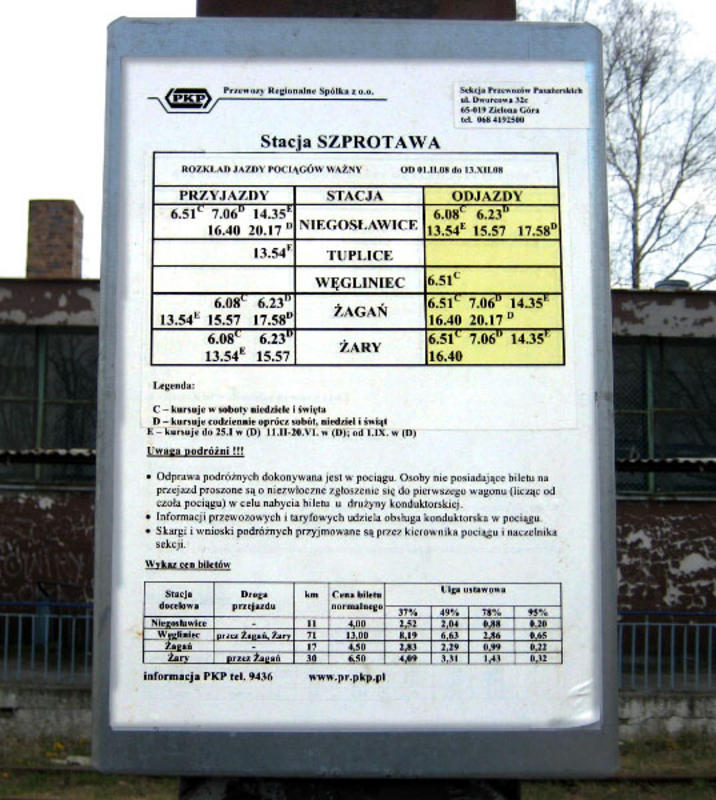 PKP Przewozy Regionalne Spółka z o.o.
Sekcja Przewozów Pasażerskich
ul. Dworcowa 32c
65-019 Zielona Góra
tel. 068 4192500
Stacja SZPROTAWA
ROZKŁAD JAZDY POCIĄGÓW WAŻNY OD 01.II.08 do 13.XII.08
PRZYJAZDY STACJA ODJAZDY
6.51C 7.06D 14.35E
16.40 20.17 D
NIEGOSŁAWICE
6.08C 6.23D
13.54E 15.57 17.58D
13.54E TUPLICE
WĘGLINIEC 6.51C
6.08C 6.23D
13.54E 15.57 17.58D
ŻAGAŃ
6.51C 7.06D 14.35E
16.40 20.17 D
6.08C 6.23D
13.54E 15.57
ŻARY
6.51C 7.06D 14.35E
16.40
Legenda:
C – kursuje w soboty niedziele i święta
D – kursuje codziennie oprócz sobót, niedziel i świąt
E – kursuje do 25.I w (D) 11.II-20.VI. w (D); od 1.IX. w (D)
Uwaga podróżni !!!
• Odprawa podróżnych dokonywana jest w pociągu. Osoby nie posiadające biletu na
przejazd proszone są o niezwłoczne zgłoszenie się do pierwszego wagonu (licząc od
czoła pociągu) w celu nabycia biletu u drużyny konduktorskiej.
• Informacji przewozowych i taryfowych udziela obsługa konduktorska w pociągu.
• Skargi i wnioski podróżnych przyjmowane są przez kierownika pociągu i naczelnika
sekcji.
Wykaz cen biletów
Stacja docelowa Droga przejazdu km Cena biletu normalnego Ulga ustawowa
37% 49% 78% 95%
Niegosławice - 11 4,00 2,52 2,04 0,88 0,20
Węgliniec przez Żagań, Żary 71 13,00 8,19 6,63 2,86 0,65
Żagań - 17 4,50 2,83 2,29 0,99 0,22
Żary przez Żagań 30 6,50 4,09 3,31 1,43 0,32
informacja PKP tel. 9436 www.pr.pkp.pl